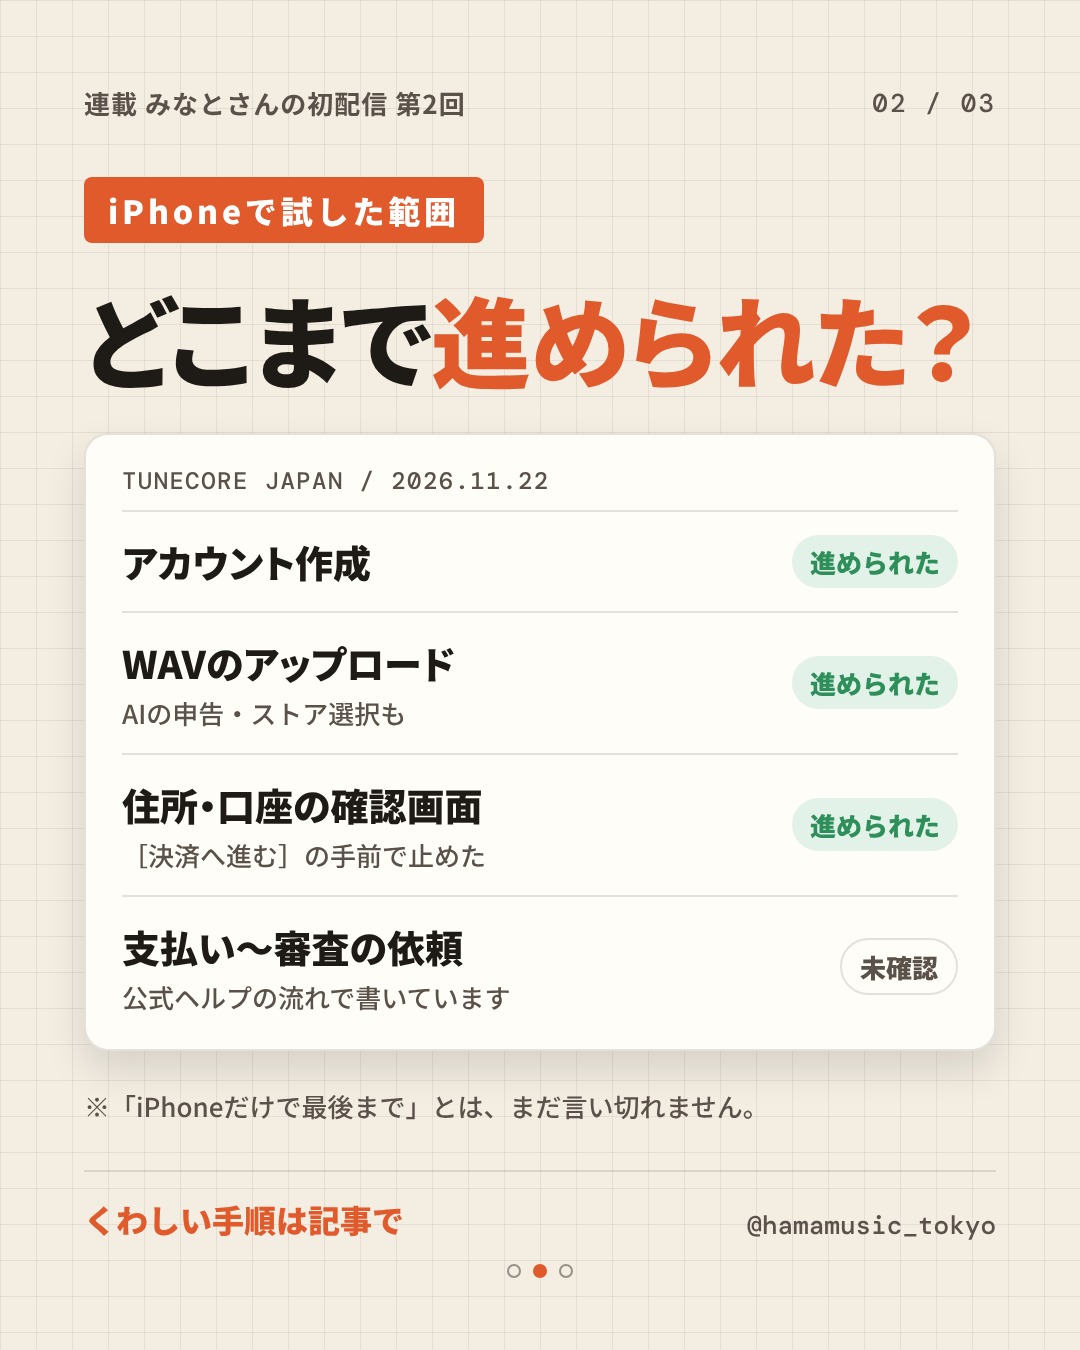 連載 みなとさんの初配信 第2回
02 / 03
iPhoneで試した範囲
どこまで進められた？
TUNECORE JAPAN / 2026.11.22
アカウント作成
進められた
WAVのアップロード
進められた
AIの申告・ストア選択も
住所・口座の確認画面
進められた
［決済へ進む］の手前で止めた
支払い〜審査の依頼
未確認
公式ヘルプの流れで書いています
※「iPhoneだけで最後まで」とは、まだ言い切れません。
くわしい手順は記事で
@hamamusic_tokyo